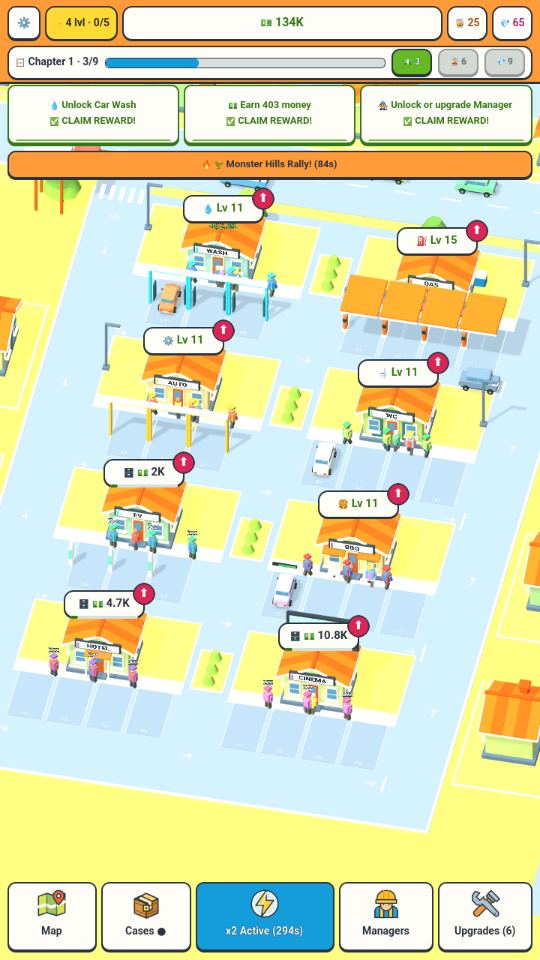 4 lvl · 0/5
134K
25
65
Chapter 1 · 3/9
3
6
9
Unlock Car Wash
CLAIM REWARD!
Earn 403 money
CLAIM REWARD!
Unlock or upgrade Manager
CLAIM REWARD!
Monster Hills Rally! (84s)
Lv 11
WASH
Lv 15
GAS
Lv 11
AUTO
Lv 11
WC
2K
EV
Lv 11
BBQ
4.7K
HOTEL
10.8K
CINEMA
Map
Cases
x2 Active (294s)
Managers
Upgrades (6)